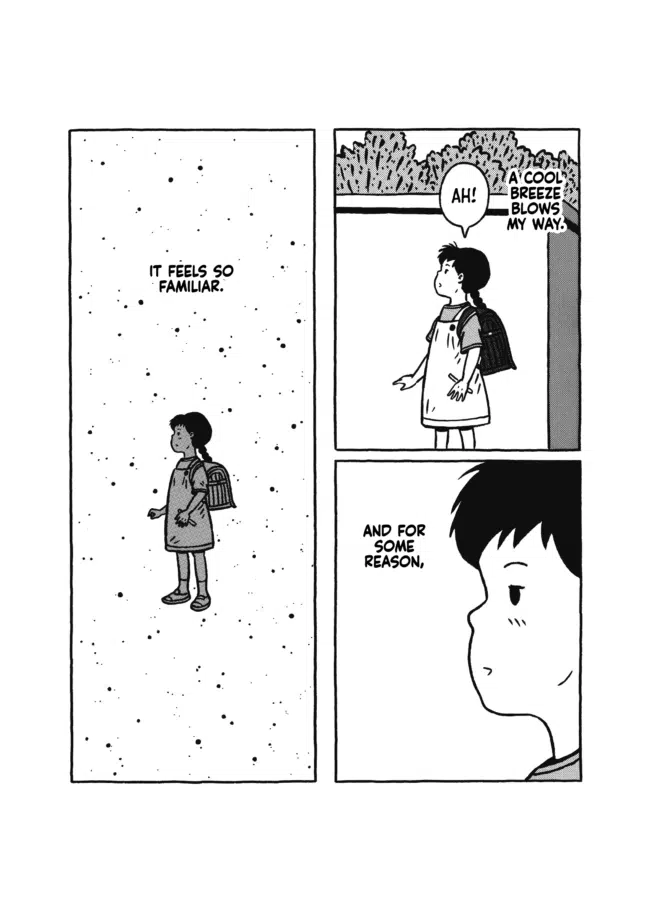 A COOL
BREEZE
BLOWS
MY WAY.
AH!
AND FOR
SOME
REASON,
IT FEELS SO
FAMILIAR.